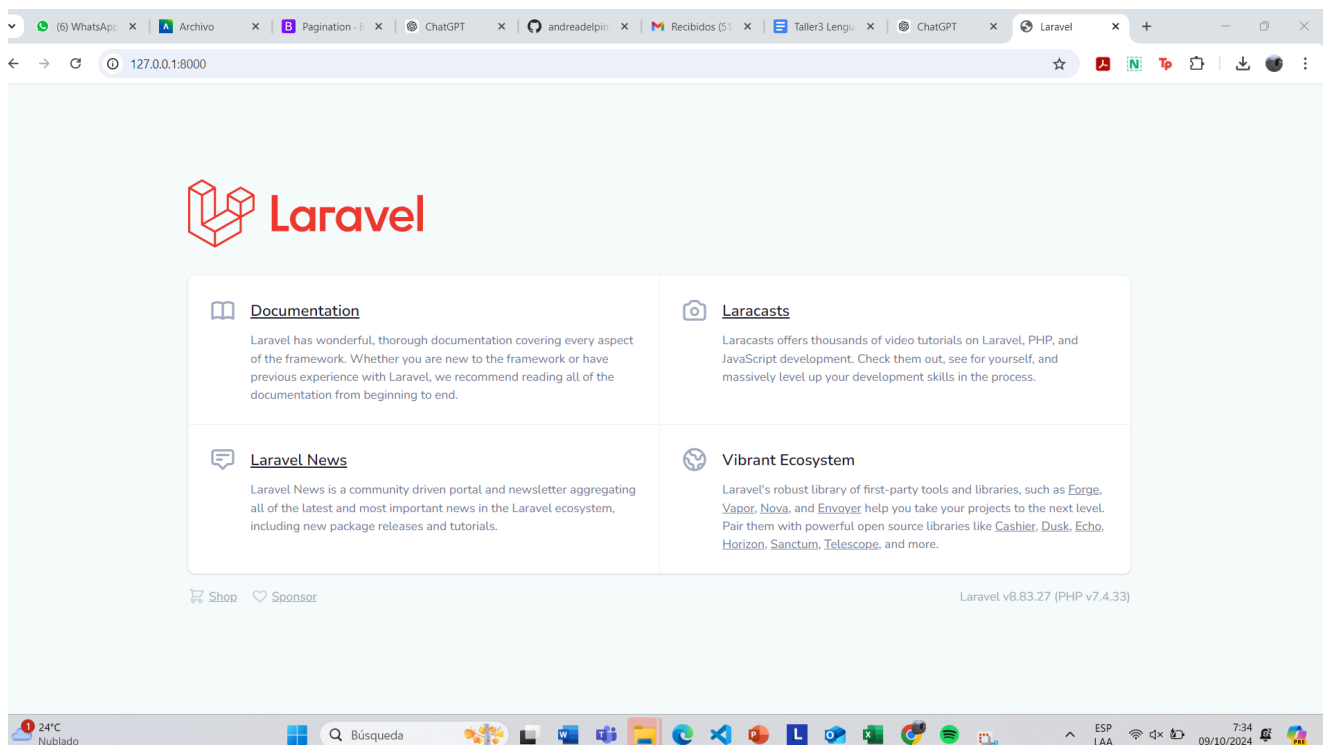 (6) WhatsApp
Archivo
Pagination - B
ChatGPT
andreadelpin
Recibidos (51
Taller3 Lengu
ChatGPT
Laravel
127.0.0.1:8000
Laravel
Documentation
Laravel has wonderful, thorough documentation covering every aspect
of the framework. Whether you are new to the framework or have
previous experience with Laravel, we recommend reading all of the
documentation from beginning to end.
Laracasts
Laracasts offers thousands of video tutorials on Laravel, PHP, and
JavaScript development. Check them out, see for yourself, and
massively level up your development skills in the process.
Laravel News
Laravel News is a community driven portal and newsletter aggregating
all of the latest and most important news in the Laravel ecosystem,
including new package releases and tutorials.
Vibrant Ecosystem
Laravel's robust library of first-party tools and libraries, such as Forge,
Vapor, Nova, and Envoyer help you take your projects to the next level.
Pair them with powerful open source libraries like Cashier, Dusk, Echo,
Horizon, Sanctum, Telescope, and more.
Shop
Sponsor
Laravel v8.83.27 (PHP v7.4.33)
1
24°C
Nublado
Búsqueda
ESP
LAA
7:34
09/10/2024